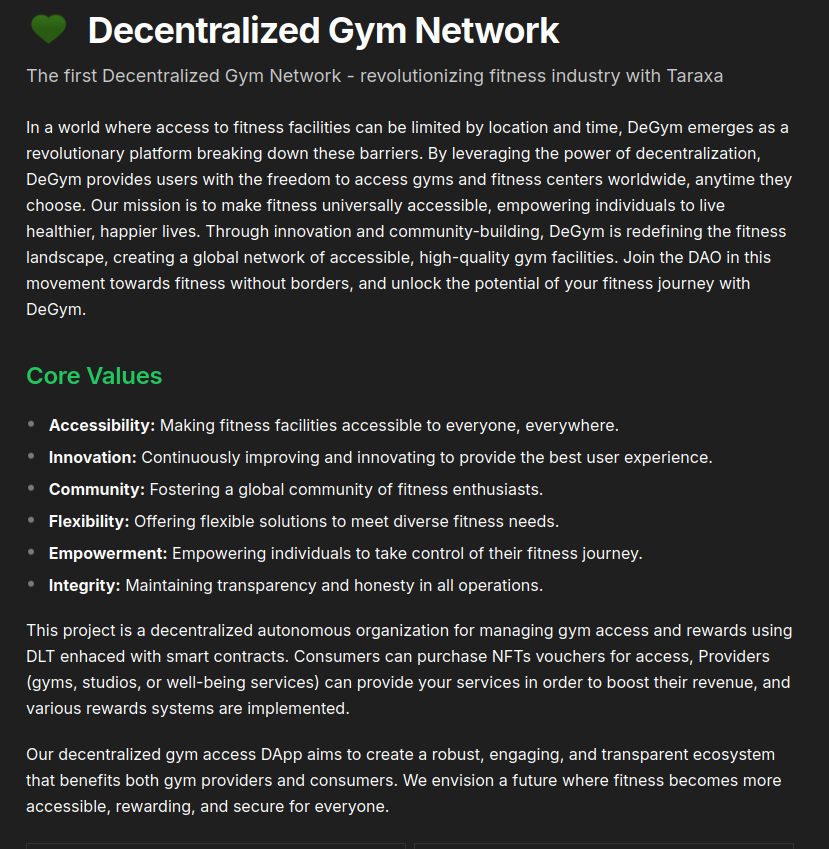 Decentralized Gym Network
The first Decentralized Gym Network - revolutionizing fitness industry with Taraxa
In a world where access to fitness facilities can be limited by location and time, DeGym emerges as a
revolutionary platform breaking down these barriers. By leveraging the power of decentralization,
DeGym provides users with the freedom to access gyms and fitness centers worldwide, anytime they
choose. Our mission is to make fitness universally accessible, empowering individuals to live
healthier, happier lives. Through innovation and community-building, DeGym is redefining the fitness
landscape, creating a global network of accessible, high-quality gym facilities. Join the DAO in this
movement towards fitness without borders, and unlock the potential of your fitness journey with
DeGym.
Core Values
• Accessibility: Making fitness facilities accessible to everyone, everywhere.
• Innovation: Continuously improving and innovating to provide the best user experience.
• Community: Fostering a global community of fitness enthusiasts.
• Flexibility: Offering flexible solutions to meet diverse fitness needs.
• Empowerment: Empowering individuals to take control of their fitness journey.
• Integrity: Maintaining transparency and honesty in all operations.
This project is a decentralized autonomous organization for managing gym access and rewards using
DLT enhaced with smart contracts. Consumers can purchase NFTs vouchers for access, Providers
(gyms, studios, or well-being services) can provide your services in order to boost their revenue, and
various rewards systems are implemented.
Our decentralized gym access DApp aims to create a robust, engaging, and transparent ecosystem
that benefits both gym providers and consumers. We envision a future where fitness becomes more
accessible, rewarding, and secure for everyone.